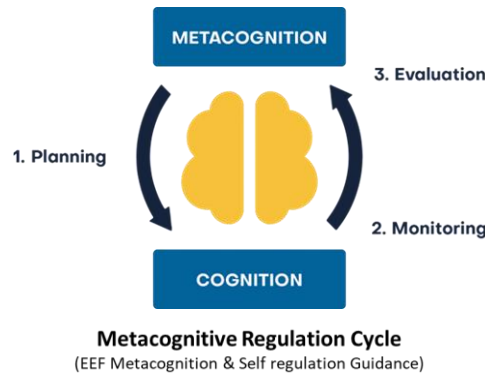 METACOGNITION
3. Evaluation
1. Planning
2. Monitoring
COGNITION
Metacognitive Regulation Cycle
(EEF Metacognition & Self regulation Guidance)